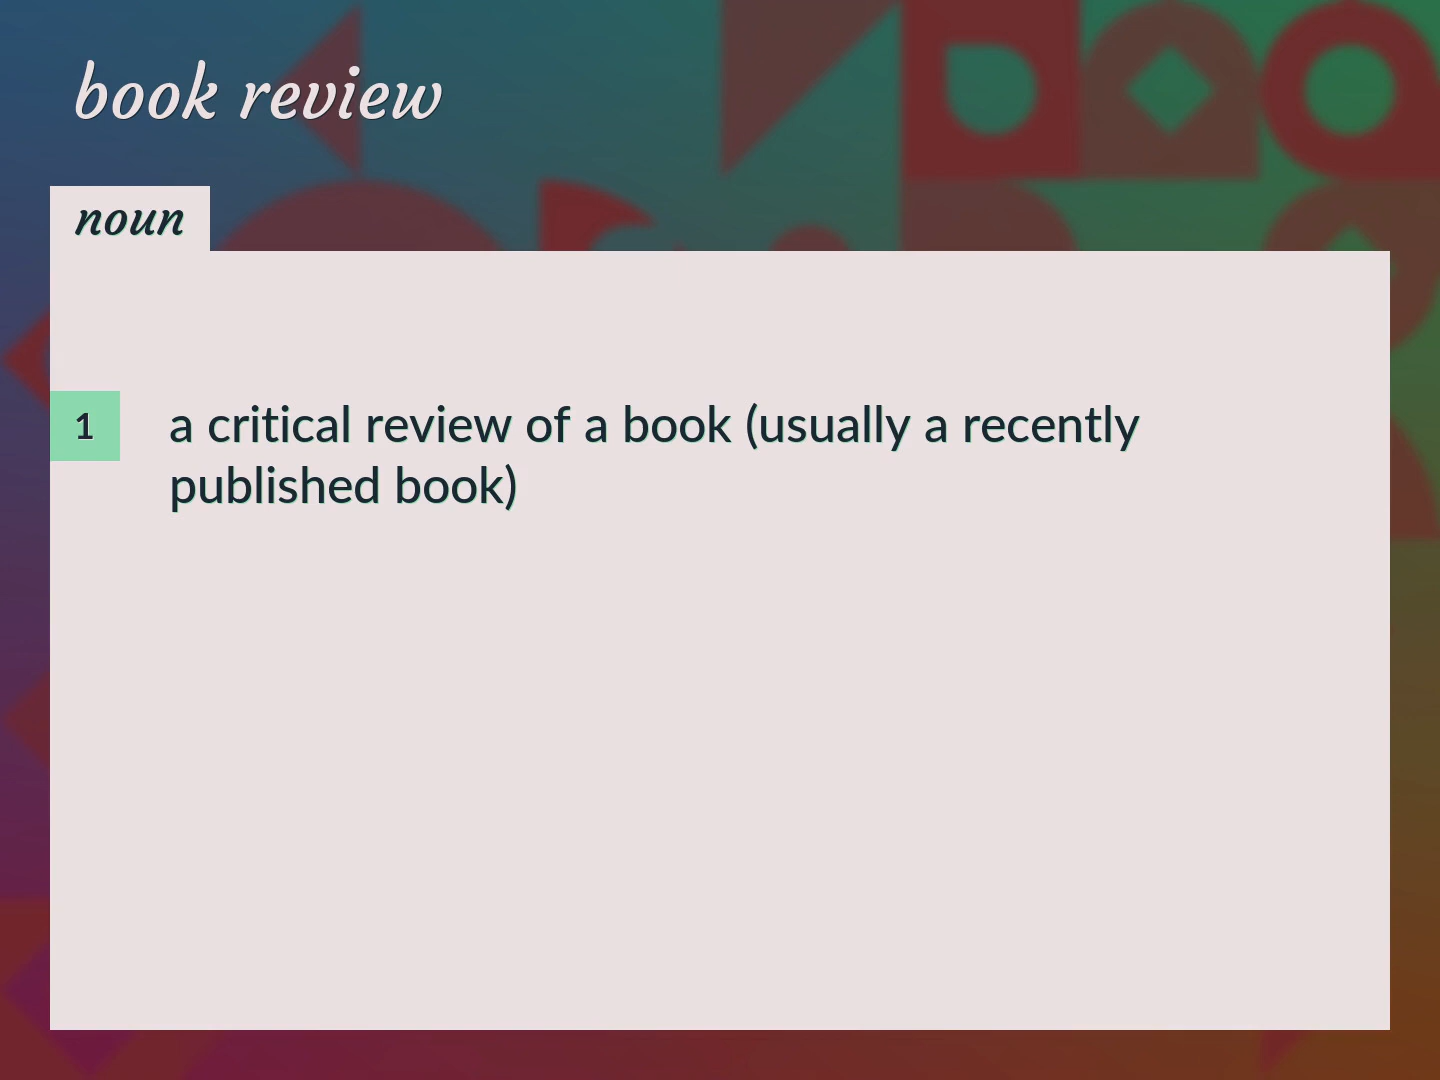 book review
noun
1
a critical review of a book (usually a recently
published book)